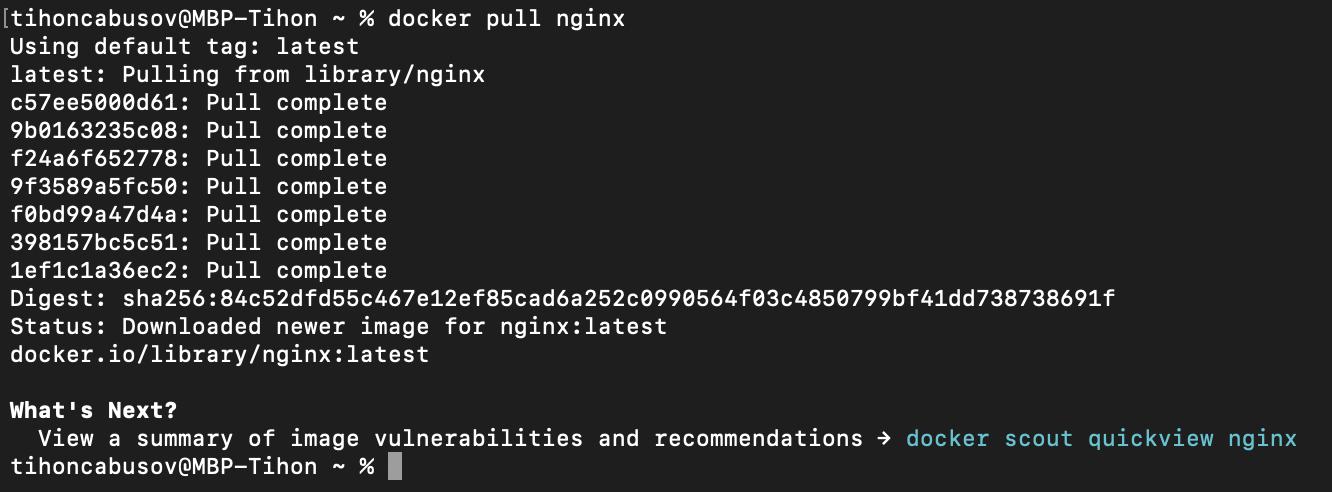 [tihoncabusov@MBP-Tihon ~ % docker pull nginx
Using default tag: latest
latest: Pulling from library/nginx
c57ee5000d61: Pull complete
9b0163235c08: Pull complete
f24a6f652778: Pull complete
9f3589a5fc50: Pull complete
f0bd99a47d4a: Pull complete
398157bc5c51: Pull complete
1ef1c1a36ec2: Pull complete
Digest: sha256:84c52dfd55c467e12ef85cad6a252c0990564f03c4850799bf41dd738738691f
Status: Downloaded newer image for nginx:latest
docker.io/library/nginx:latest
What's Next?
View a summary of image vulnerabilities and recommendations → docker scout quickview nginx
tihoncabusov@MBP-Tihon ~ %